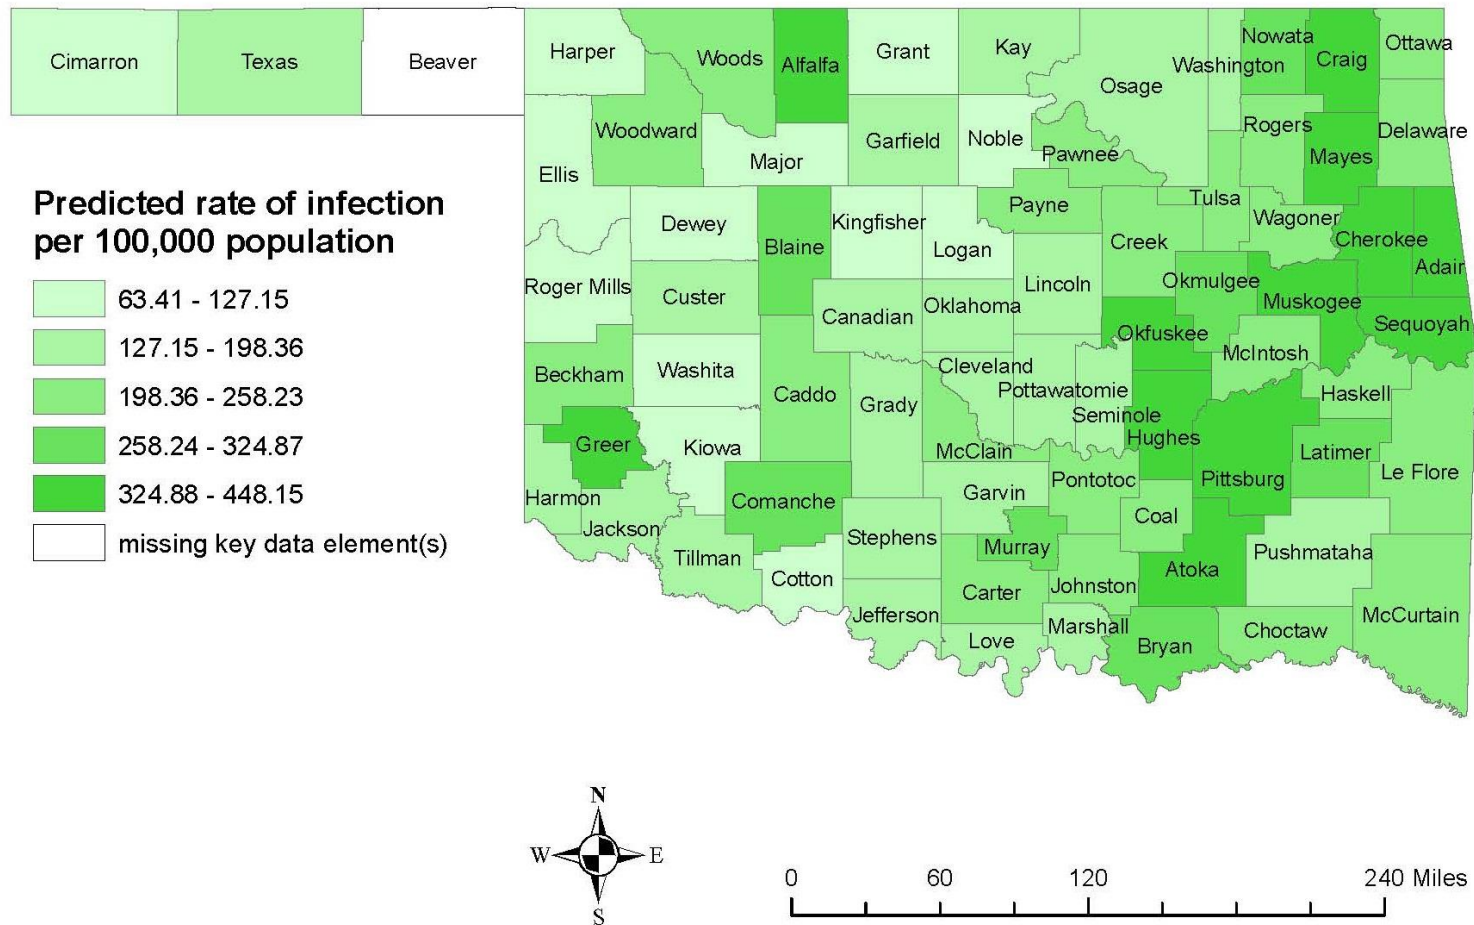 Cimarron
Texas
Beaver
Harper
Woods
Alfalfa
Grant
Kay
Osage
Washington
Nowata
Craig
Ottawa
Woodward
Major
Garfield
Noble
Pawnee
Rogers
Mayes
Delaware
Ellis
Dewey
Blaine
Kingfisher
Logan
Payne
Creek
Tulsa
Wagoner
Cherokee
Adair
Predicted rate of infection
per 100,000 population
63.41 - 127.15
127.15 - 198.36
198.36 - 258.23
258.24 - 324.87
324.88 - 448.15
missing key data element(s)
Roger Mills
Custer
Canadian
Oklahoma
Lincoln
Okmulgee
Muskogee
Sequoyah
Beckham
Washita
Caddo
Grady
Cleveland
Pottawatomie
Seminole
Okfuskee
McIntosh
Haskell
Greer
Kiowa
McClain
Hughes
Pittsburg
Latimer
Le Flore
Harmon
Jackson
Comanche
Garvin
Pontotoc
Coal
Tillman
Stephens
Murray
Johnston
Atoka
Pushmataha
Cotton
Jefferson
Carter
Love
Marshall
Bryan
Choctaw
McCurtain
N
W E
S
0 60 120 240 Miles